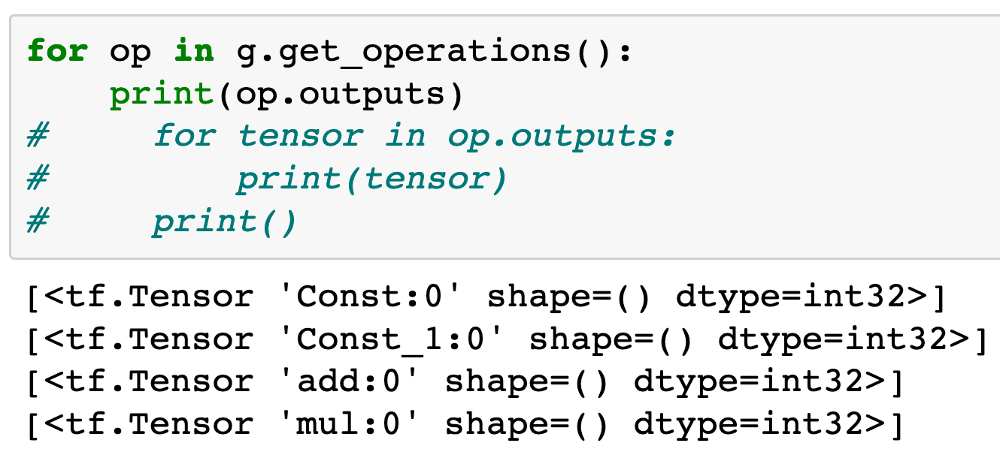 for op in g.get_operations():
    print(op.outputs)
#     for tensor in op.outputs:
#         print(tensor)
#     print()
[<tf.Tensor 'Const:0' shape=() dtype=int32>]
[<tf.Tensor 'Const_1:0' shape=() dtype=int32>]
[<tf.Tensor 'add:0' shape=() dtype=int32>]
[<tf.Tensor 'mul:0' shape=() dtype=int32>]